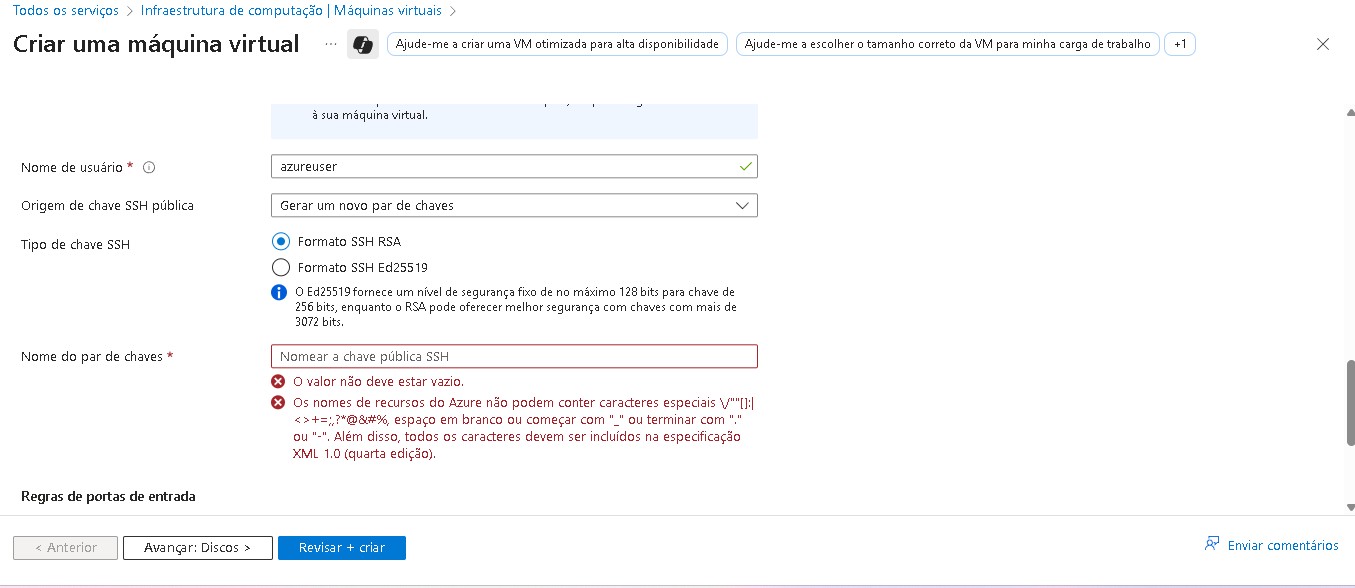 Todos os serviços > Infraestrutura de computação | Máquinas virtuais >
Criar uma máquina virtual ... Ajude-me a criar uma VM otimizada para alta disponibilidade Ajude-me a escolher o tamanho correto da VM para minha carga de trabalho +1
à sua máquina virtual.
Nome de usuário * azureuser
Origem de chave SSH pública Gerar um novo par de chaves
Tipo de chave SSH Formato SSH RSA
Formato SSH Ed25519
O Ed25519 fornece um nível de segurança fixo de no máximo 128 bits para chave de
256 bits, enquanto o RSA pode oferecer melhor segurança com chaves com mais de
3072 bits.
Nome do par de chaves * Nomear a chave pública SSH
O valor não deve estar vazio.
Os nomes de recursos do Azure não podem conter caracteres especiais \/""[]:|
<>+=;,?*@&#%, espaço em branco ou começar com "_" ou terminar com "."
ou "-". Além disso, todos os caracteres devem ser incluídos na especificação
XML 1.0 (quarta edição).
Regras de portas de entrada
< Anterior Avançar: Discos > Revisar + criar Enviar comentários